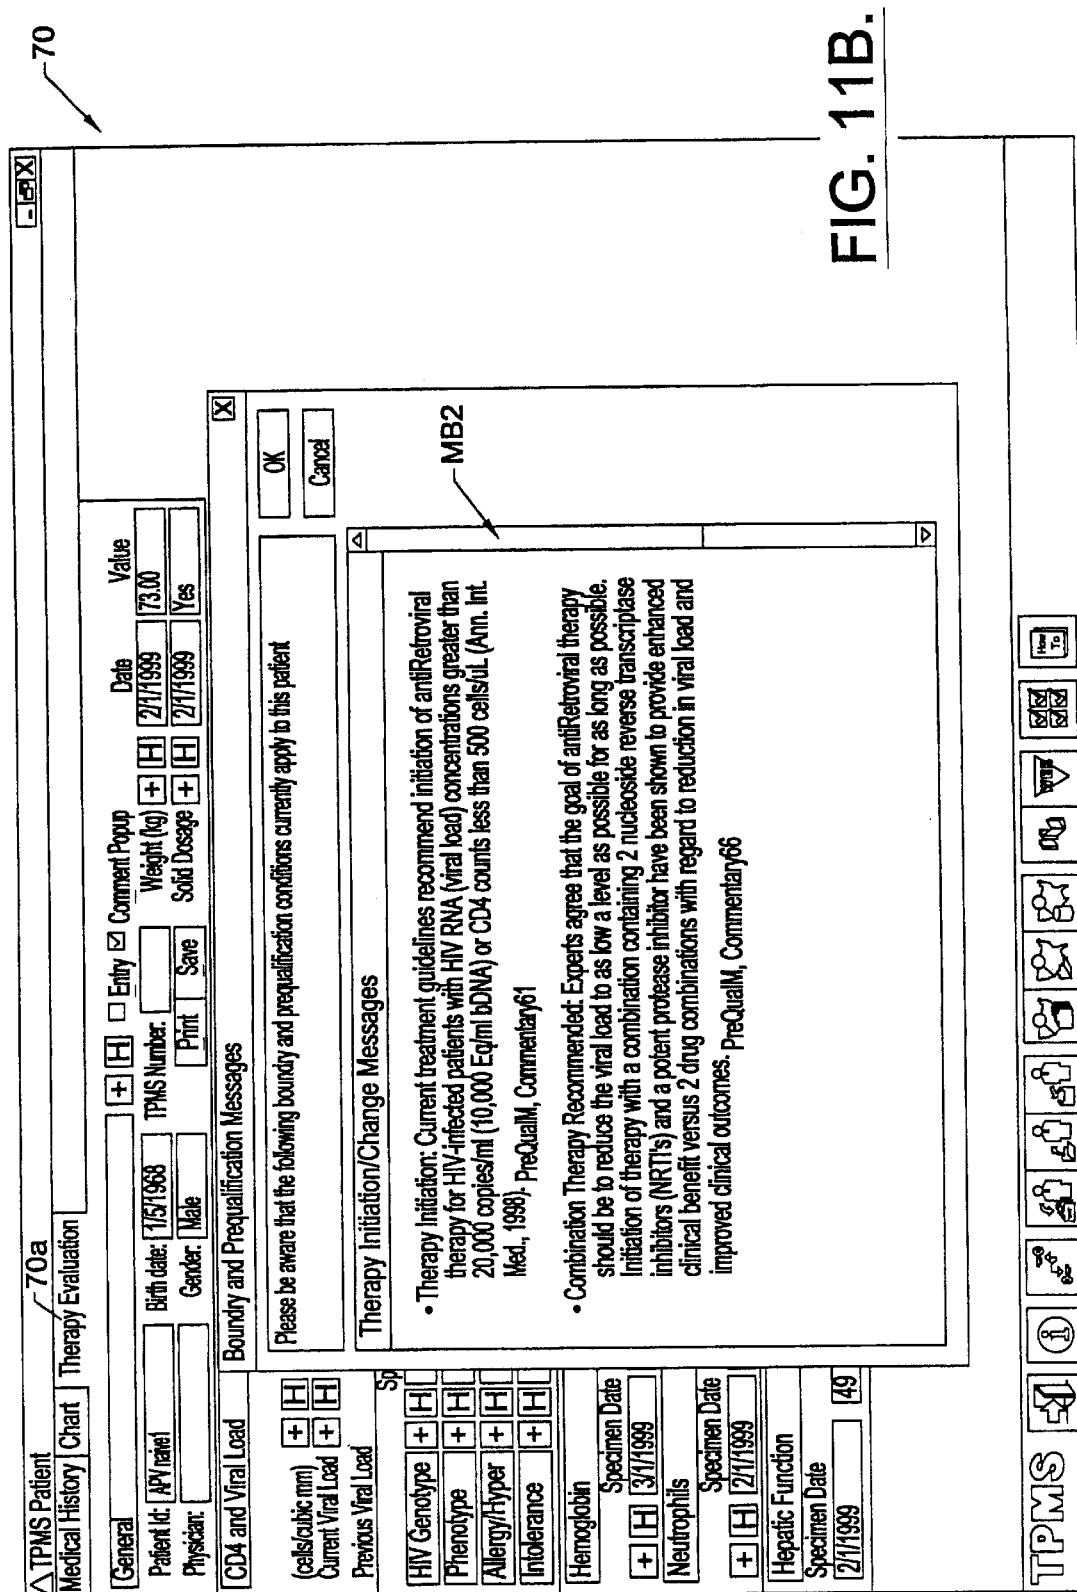 70
△TPMS Patient
70a
Medical History Chart Therapy Evaluation
General + H Entry Comment Popup Date Value
Patient Id: APV naive1 Birth date: 1/5/1968 TPMS Number: Weight (kg) + H 2/1/1999 73.00
Physician: Gender: Male Print Save Solid Dosage + H 2/1/1999 Yes
CD4 and Viral Load
(cells/cubic mm) + H
Current Viral Load + H
Previous Viral Load
Sp
HIV Genotype + H
Phenotype + H
Allergy/Hyper + H
Intolerance + H
Hemoglobin
Specimen Date
+ H 3/1/1999
Neutrophils
Specimen Date
+ H 2/1/1999
Hepatic Function
Specimen Date
2/1/1999 49
Boundry and Prequalification Messages X
Please be aware that the following boundry and prequalification conditions currently apply to this patient
OK
Cancel
Therapy Initiation/Change Messages
MB2
• Therapy Initiation: Current treatment guidelines recommend initiation of antiRetroviral
therapy for HIV-infected patients with HIV RNA (viral load) concentrations greater than
20,000 copies/ml (10,000 Eq/ml bDNA) or CD4 counts less than 500 cells/uL (Ann. Int.
Med., 1998). PreQualM, Commentary61
• Combination Therapy Recommended: Experts agree that the goal of antiRetroviral therapy
should be to reduce the viral load to as low a level as possible for as long as possible.
Initiation of therapy with a combination containing 2 nucleoside reverse transcriptase
inhibitors (NRTI's) and a potent protease inhibitor have been shown to provide enhanced
clinical benefit versus 2 drug combinations with regard to reduction in viral load and
improved clinical outcomes. PreQualM, Commentary66
TPMS
How
To
FIG. 11B.